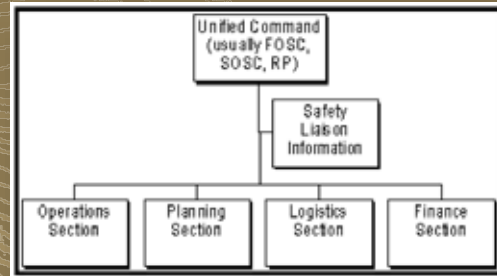 Unified Command
(usually FOSC,
SOSC, RP)
Safety
Liaison
Information
Operations
Section
Planning
Section
Logistics
Section
Finance
Section